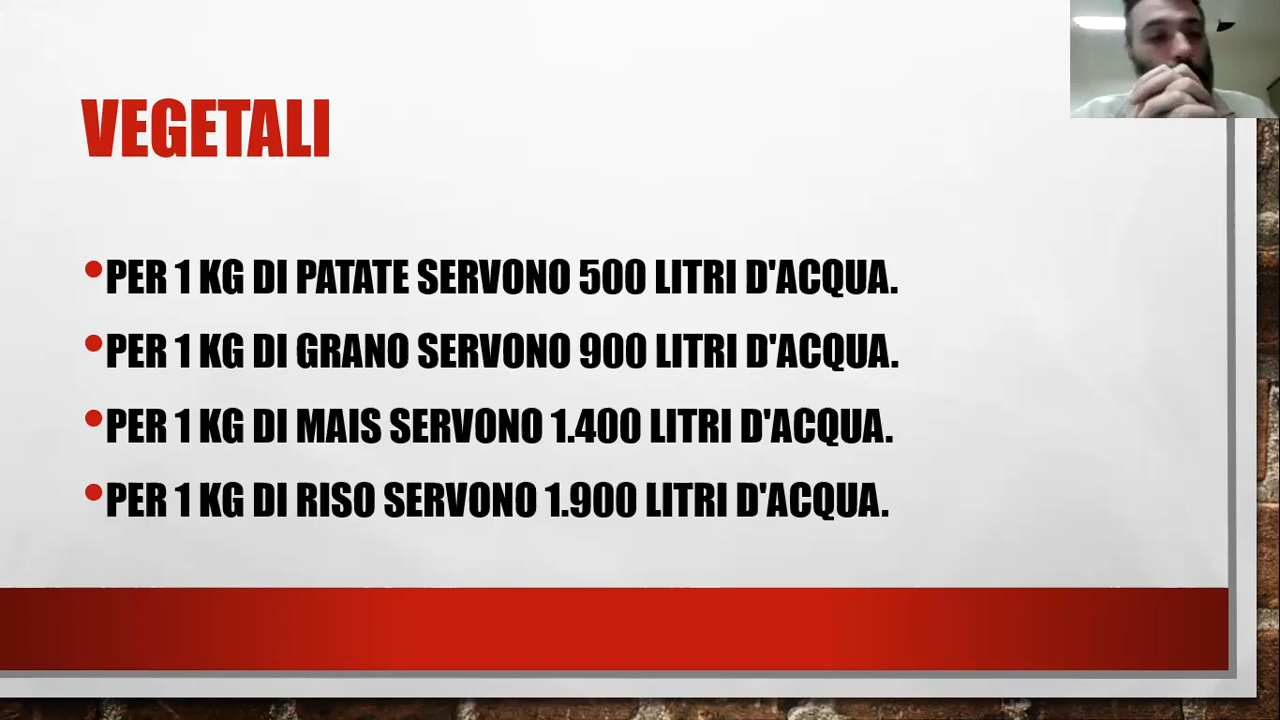 VEGETALI
•PER 1 KG DI PATATE SERVONO 500 LITRI D'ACQUA.
•PER 1 KG DI GRANO SERVONO 900 LITRI D'ACQUA.
•PER 1 KG DI MAIS SERVONO 1.400 LITRI D'ACQUA.
•PER 1 KG DI RISO SERVONO 1.900 LITRI D'ACQUA.